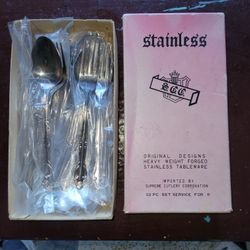 stainless
SCC
ORIGINAL DESIGNS
HEAVY WEIGHT FORGED
STAINLESS TABLEWARE
IMPORTED BY
SUPREME CUTLERY CORPORATION
PC SET SERVICE FOR 8